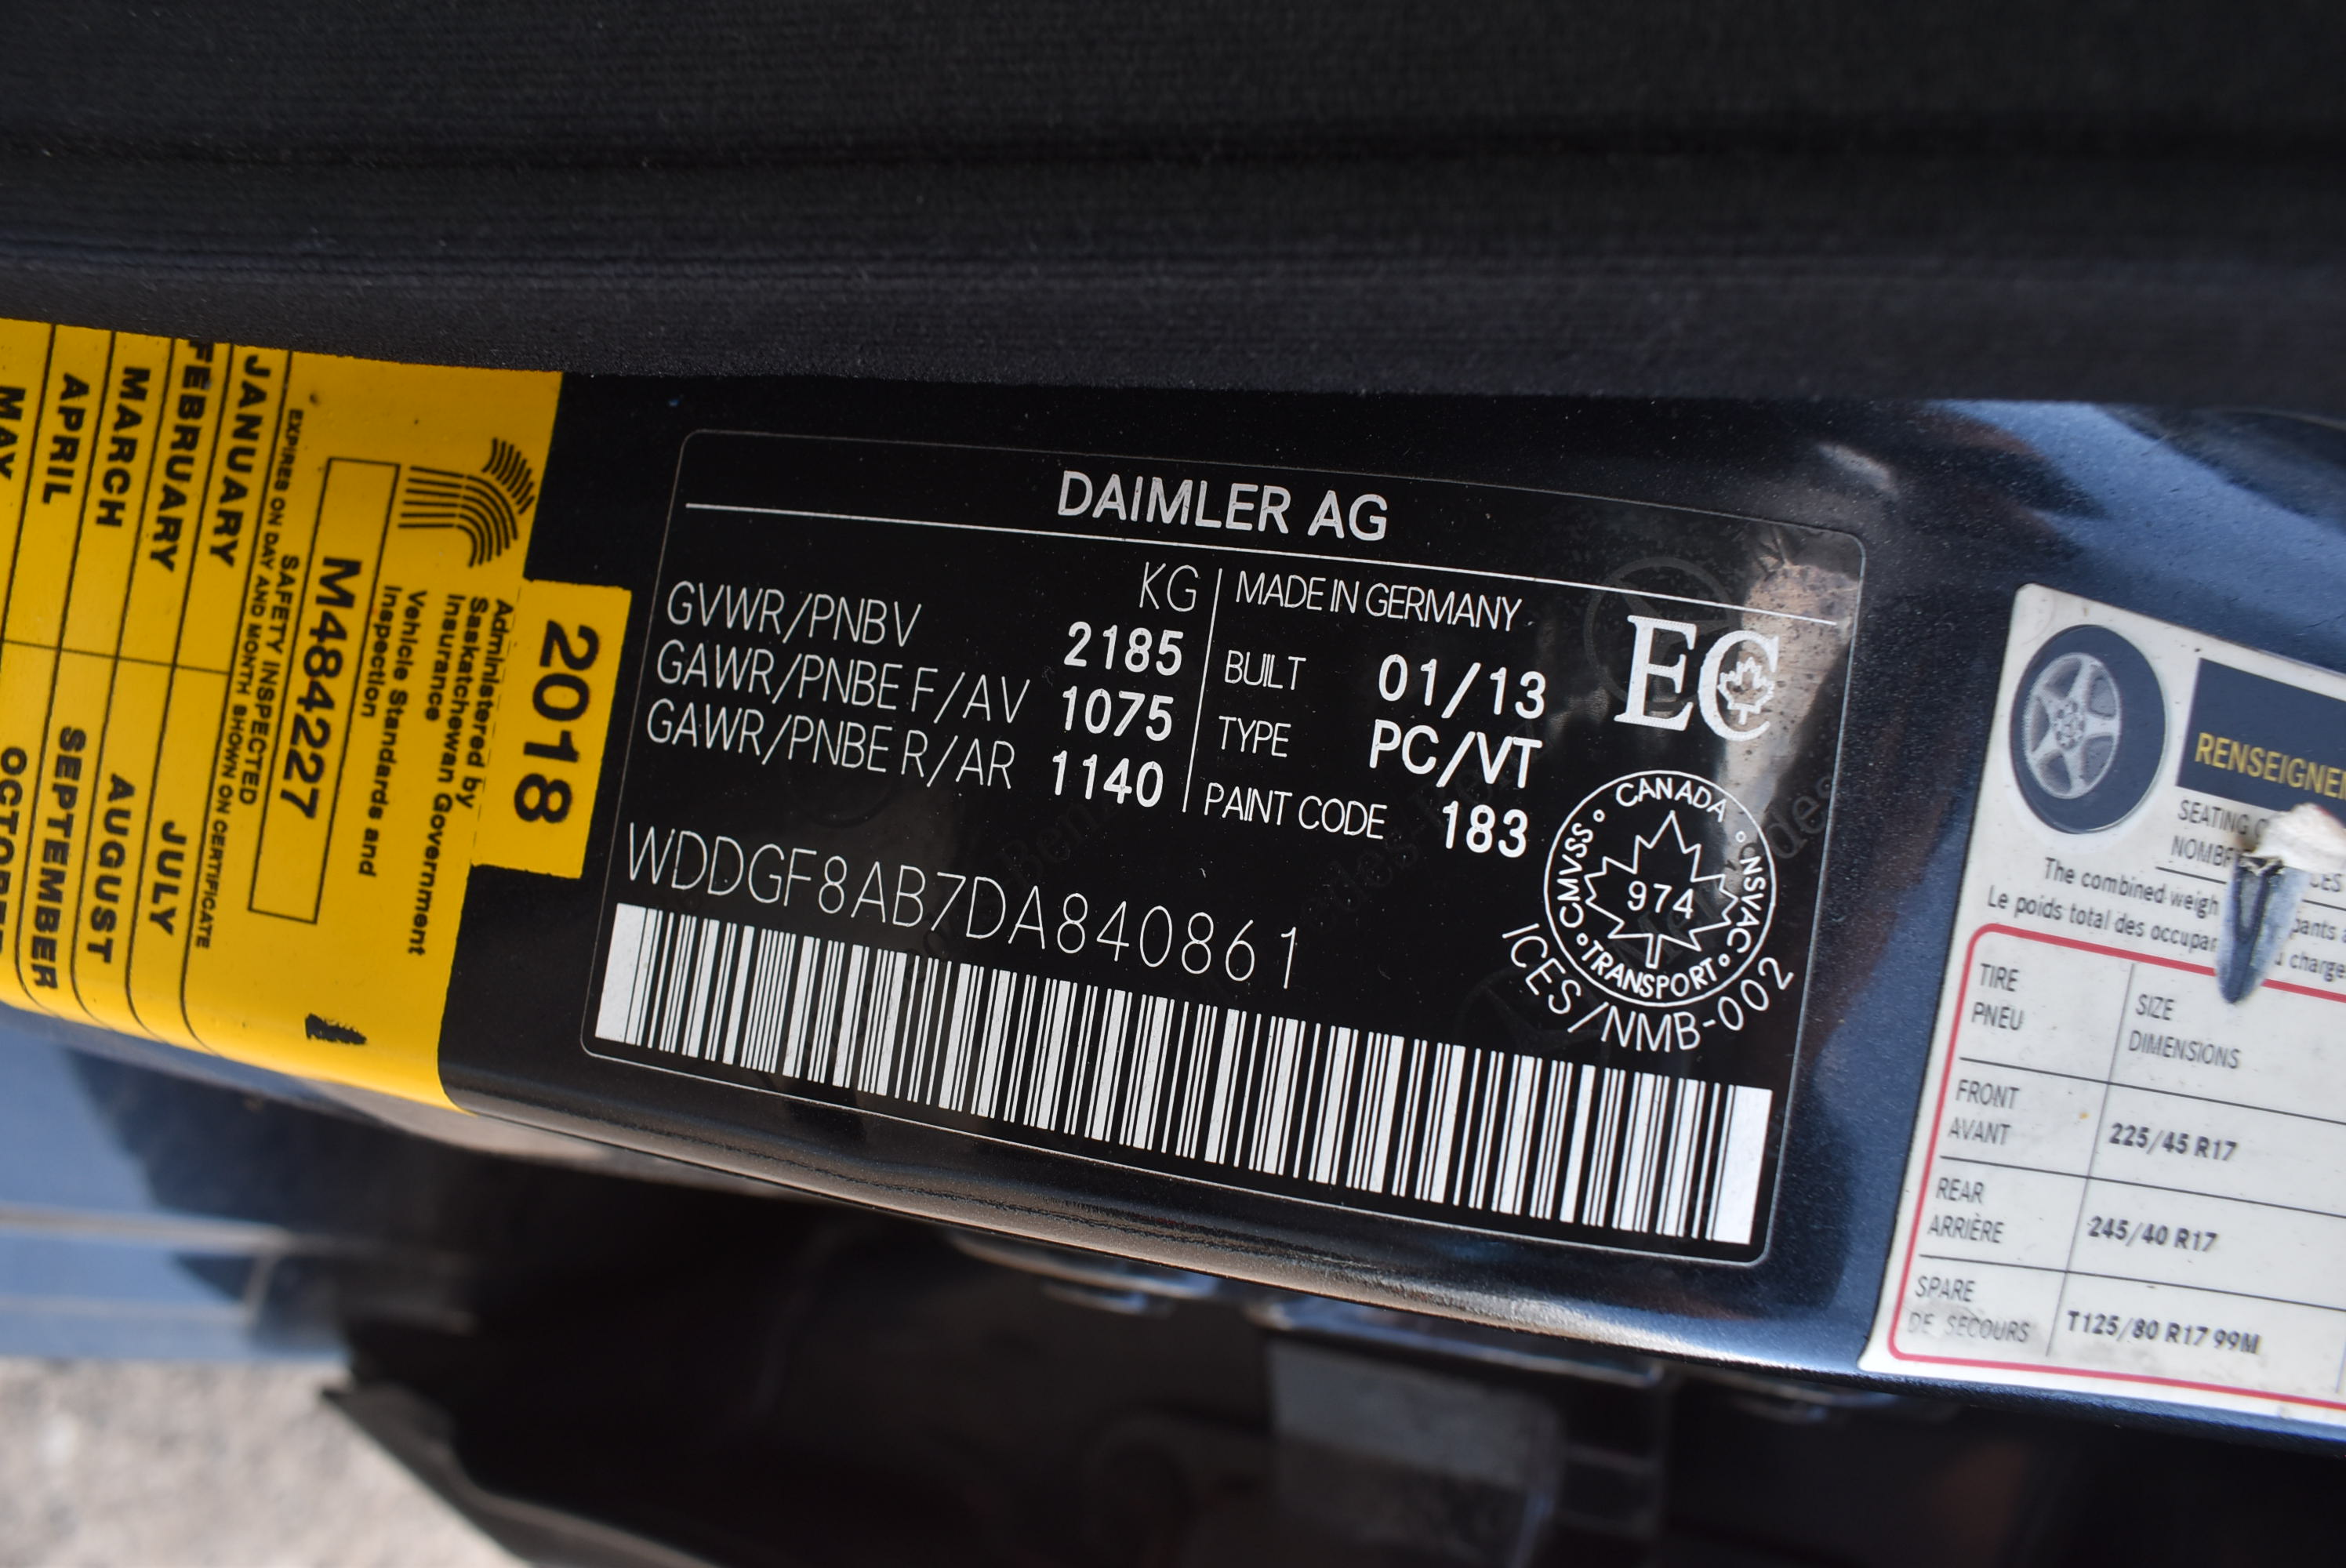 DAIMLER AG
KG
GVWR/PNBV 2185
GAWR/PNBE F/AV 1075
GAWR/PNBE R/AR 1140
MADE IN GERMANY
BUILT 01/13
TYPE PC/VT
PAINT CODE 183
EC
WDDGF8AB7DA840861
CANADA
CMVSS • TRANSPORT • NSVAC
974
ICES/NMB-002
2018
Administered by
Saskatchewan Government
Insurance
Vehicle Standards and
Inspection
M484227
SAFETY INSPECTED
EXPIRES ON DAY AND MONTH SHOWN ON CERTIFICATE
JANUARY JULY
FEBRUARY AUGUST
MARCH SEPTEMBER
APRIL
MAY
SEATING
The combined
Le poids total des
TIRE
PNEU
SIZE
DIMENSIONS
FRONT
AVANT
225/45 R17
REAR
ARRIÈRE
245/40 R17
SPARE
DE SECOURS
T125/80 R17 99M